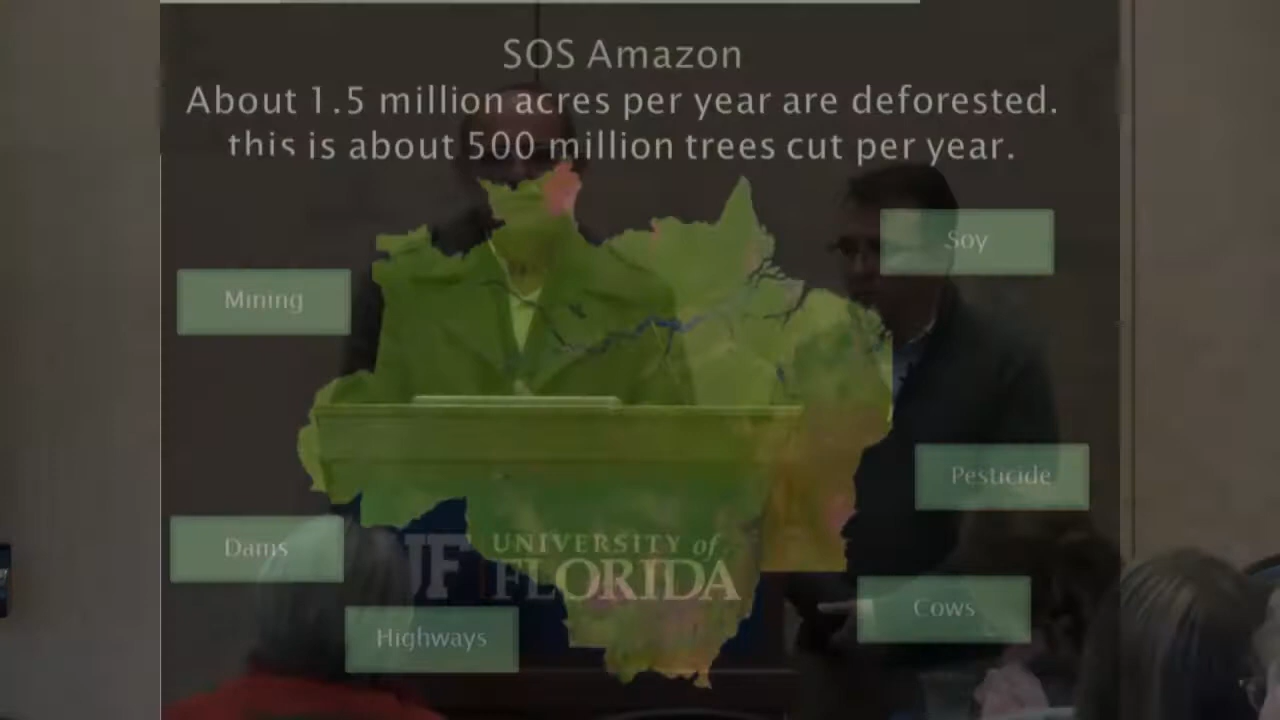 SOS Amazon
About 1.5 million acres per year are deforested.
this is about 500 million trees cut per year.
Soy
Mining
Pesticide
Dams
UF UNIVERSITY of
FLORIDA
Cows
Highways